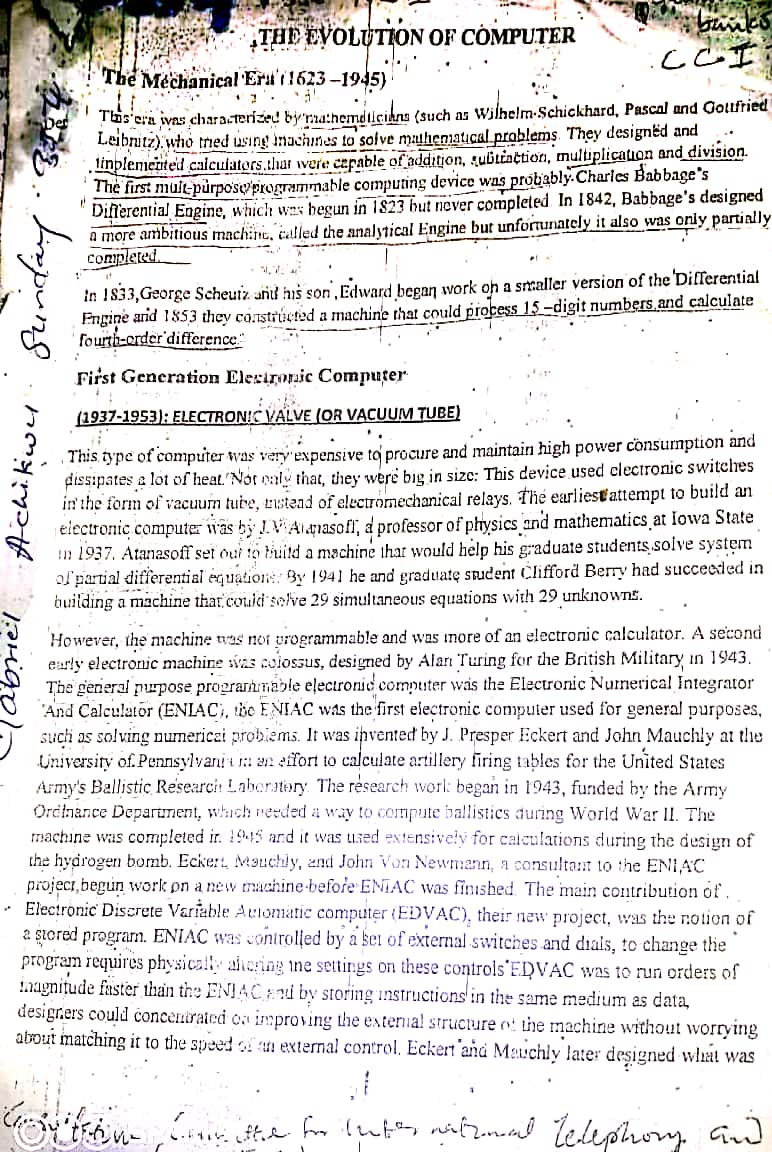 banks
CCI
THE EVOLUTION OF COMPUTER
The Mechanical Era (1623 –1945)
This era was characterized by mathematicians (such as Wilhelm Schickhard, Pascal and Gottfried
Leibnitz) who tried using machines to solve mathematical problems. They designed and
implemented calculators that were capable of addition, subtraction, multiplication and division.
The first mult-purpose programmable computing device was probably Charles Babbage's
Differential Engine, which was begun in 1823 but never completed. In 1842, Babbage's designed
a more ambitious machine, called the analytical Engine but unfortunately it also was only partially
completed.
In 1833, George Scheutz and his son, Edward began work on a smaller version of the Differential
Engine and 1853 they constructed a machine that could process 15 –digit numbers and calculate
fourth-order difference.
First Generation Electronic Computer
(1937-1953): ELECTRONIC VALVE (OR VACUUM TUBE)
This type of computer was very expensive to procure and maintain high power consumption and
dissipates a lot of heat. Not only that, they were big in size: This device used electronic switches
in the form of vacuum tube, instead of electromechanical relays. The earliest attempt to build an
electronic computer was by J.V. Atanasoff, a professor of physics and mathematics at Iowa State
in 1937. Atanasoff set out to build a machine that would help his graduate students solve system
of partial differential equations. By 1941 he and graduate student Clifford Berry had succeeded in
building a machine that could solve 29 simultaneous equations with 29 unknowns.
However, the machine was not programmable and was more of an electronic calculator. A second
early electronic machine was colossus, designed by Alan Turing for the British Military in 1943.
The general purpose programmable electronic computer was the Electronic Numerical Integrator
And Calculator (ENIAC), the ENIAC was the first electronic computer used for general purposes,
such as solving numerical problems. It was invented by J. Presper Eckert and John Mauchly at the
University of Pennsylvania in an effort to calculate artillery firing tables for the United States
Army's Ballistic Research Laboratory. The research work began in 1943, funded by the Army
Ordinance Department, which needed a way to compute ballistics during World War II. The
machine was completed in 1945 and it was used extensively for calculations during the design of
the hydrogen bomb. Eckert, Mauchly, and John Von Newmann, a consultant to the ENIAC
project, begun work on a new machine before ENIAC was finished. The main contribution of
Electronic Discrete Variable Automatic computer (EDVAC), their new project, was the notion of
a stored program. ENIAC was controlled by a set of external switches and dials, to change the
program requires physically altering the settings on these controls EDVAC was to run orders of
magnitude faster than the ENIAC and by storing instructions in the same medium as data,
designers could concentrated on improving the external structure of the machine without worrying
about matching it to the speed of an external control. Eckert and Mauchly later designed what was
Committee for International Telephony and
Gabriel Achikwu Sunday